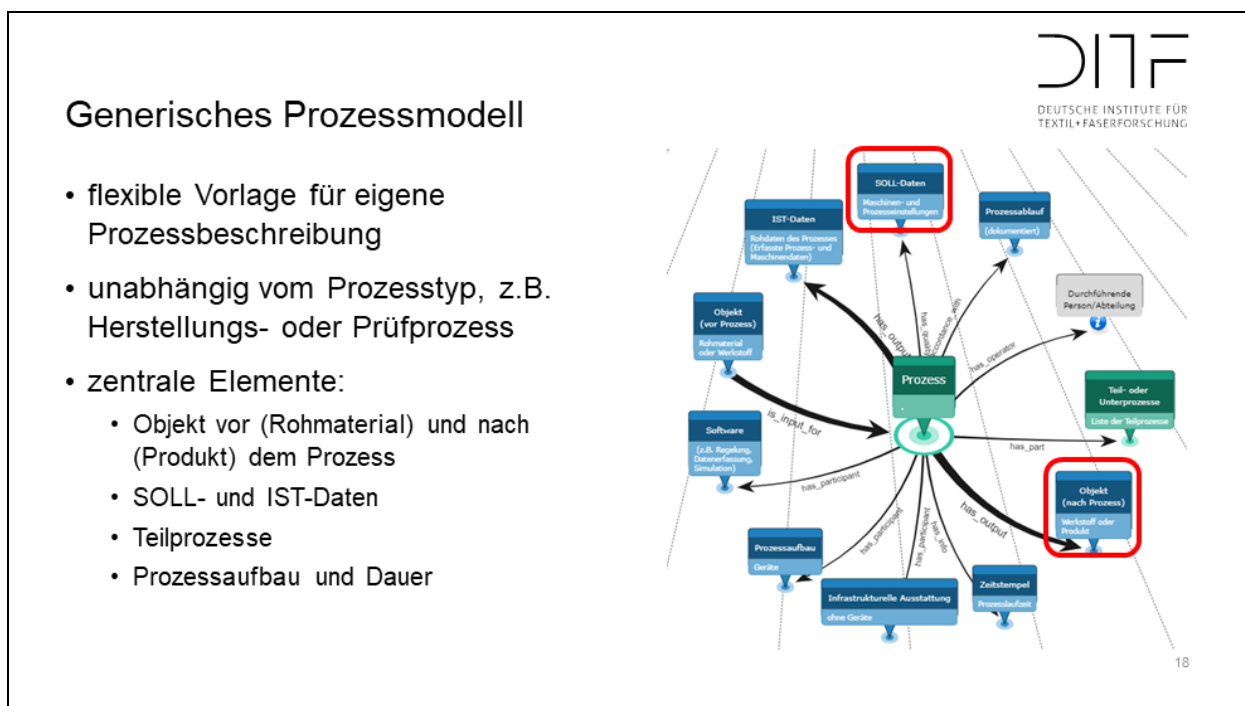 DITF
DEUTSCHE INSTITUTE FÜR
TEXTIL+FASERFORSCHUNG
Generisches Prozessmodell
• flexible Vorlage für eigene
Prozessbeschreibung
• unabhängig vom Prozesstyp, z.B.
Herstellungs- oder Prüfprozess
• zentrale Elemente:
• Objekt vor (Rohmaterial) und nach
(Produkt) dem Prozess
• SOLL- und IST-Daten
• Teilprozesse
• Prozessaufbau und Dauer
SOLL-Daten
Maschinen- und
Prozesseinstellungen
IST-Daten
Rohdaten des Prozesses
(Erfasste Prozess- und
Maschinendaten)
Prozessablauf
(dokumentiert)
Durchführende
Person/Abteilung
Objekt
(vor Prozess)
Rohmaterial
oder Werkstoff
has_output
has_operator
Prozess
-
is_input_for
Teil- oder
Unterprozesse
Liste der Teilprozesse
has_part
Software
(z.B. Regelung,
Datenerfassung,
Simulation)
has_participant
Objekt
(nach Prozess)
Werkstoff oder
Produkt
has_output
has_participant
has_participant
has_info
Prozessaufbau
Geräte
Infrastrukturelle Ausstattung
ohne Geräte
Zeitstempel
Prozesslaufzeit
18